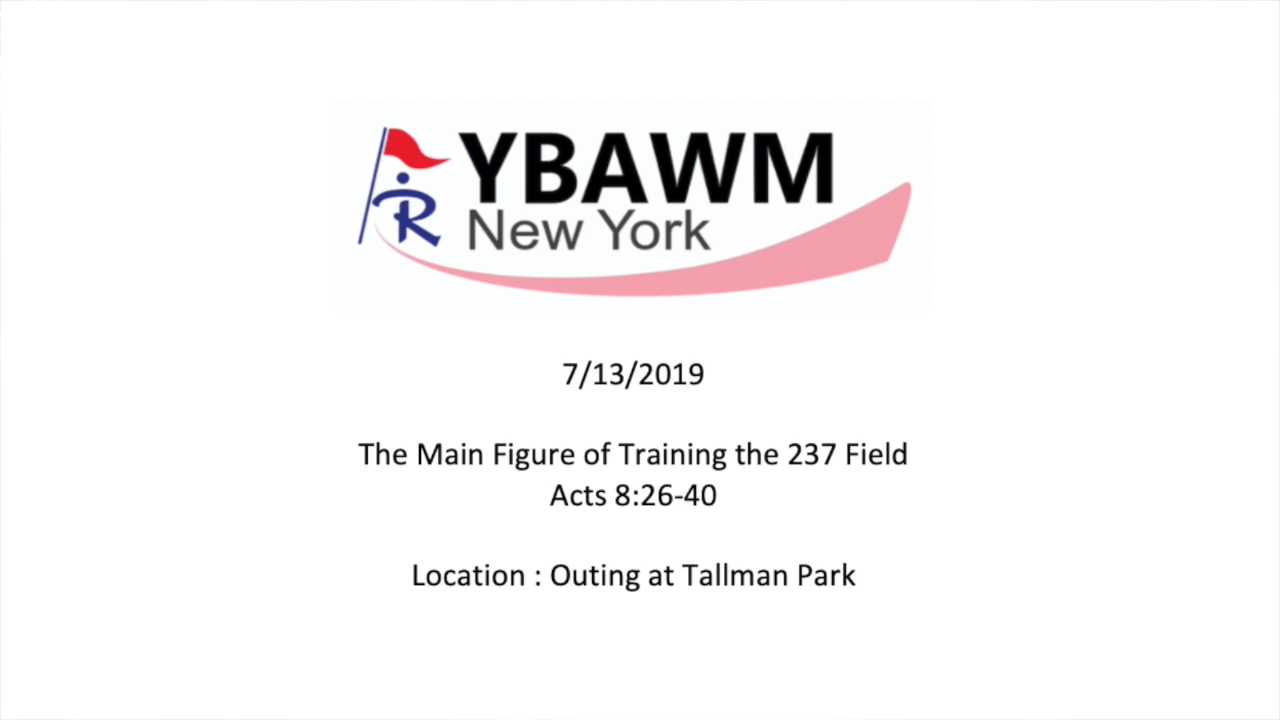 YBAWM
New York
7/13/2019
The Main Figure of Training the 237 Field
Acts 8:26-40
Location : Outing at Tallman Park